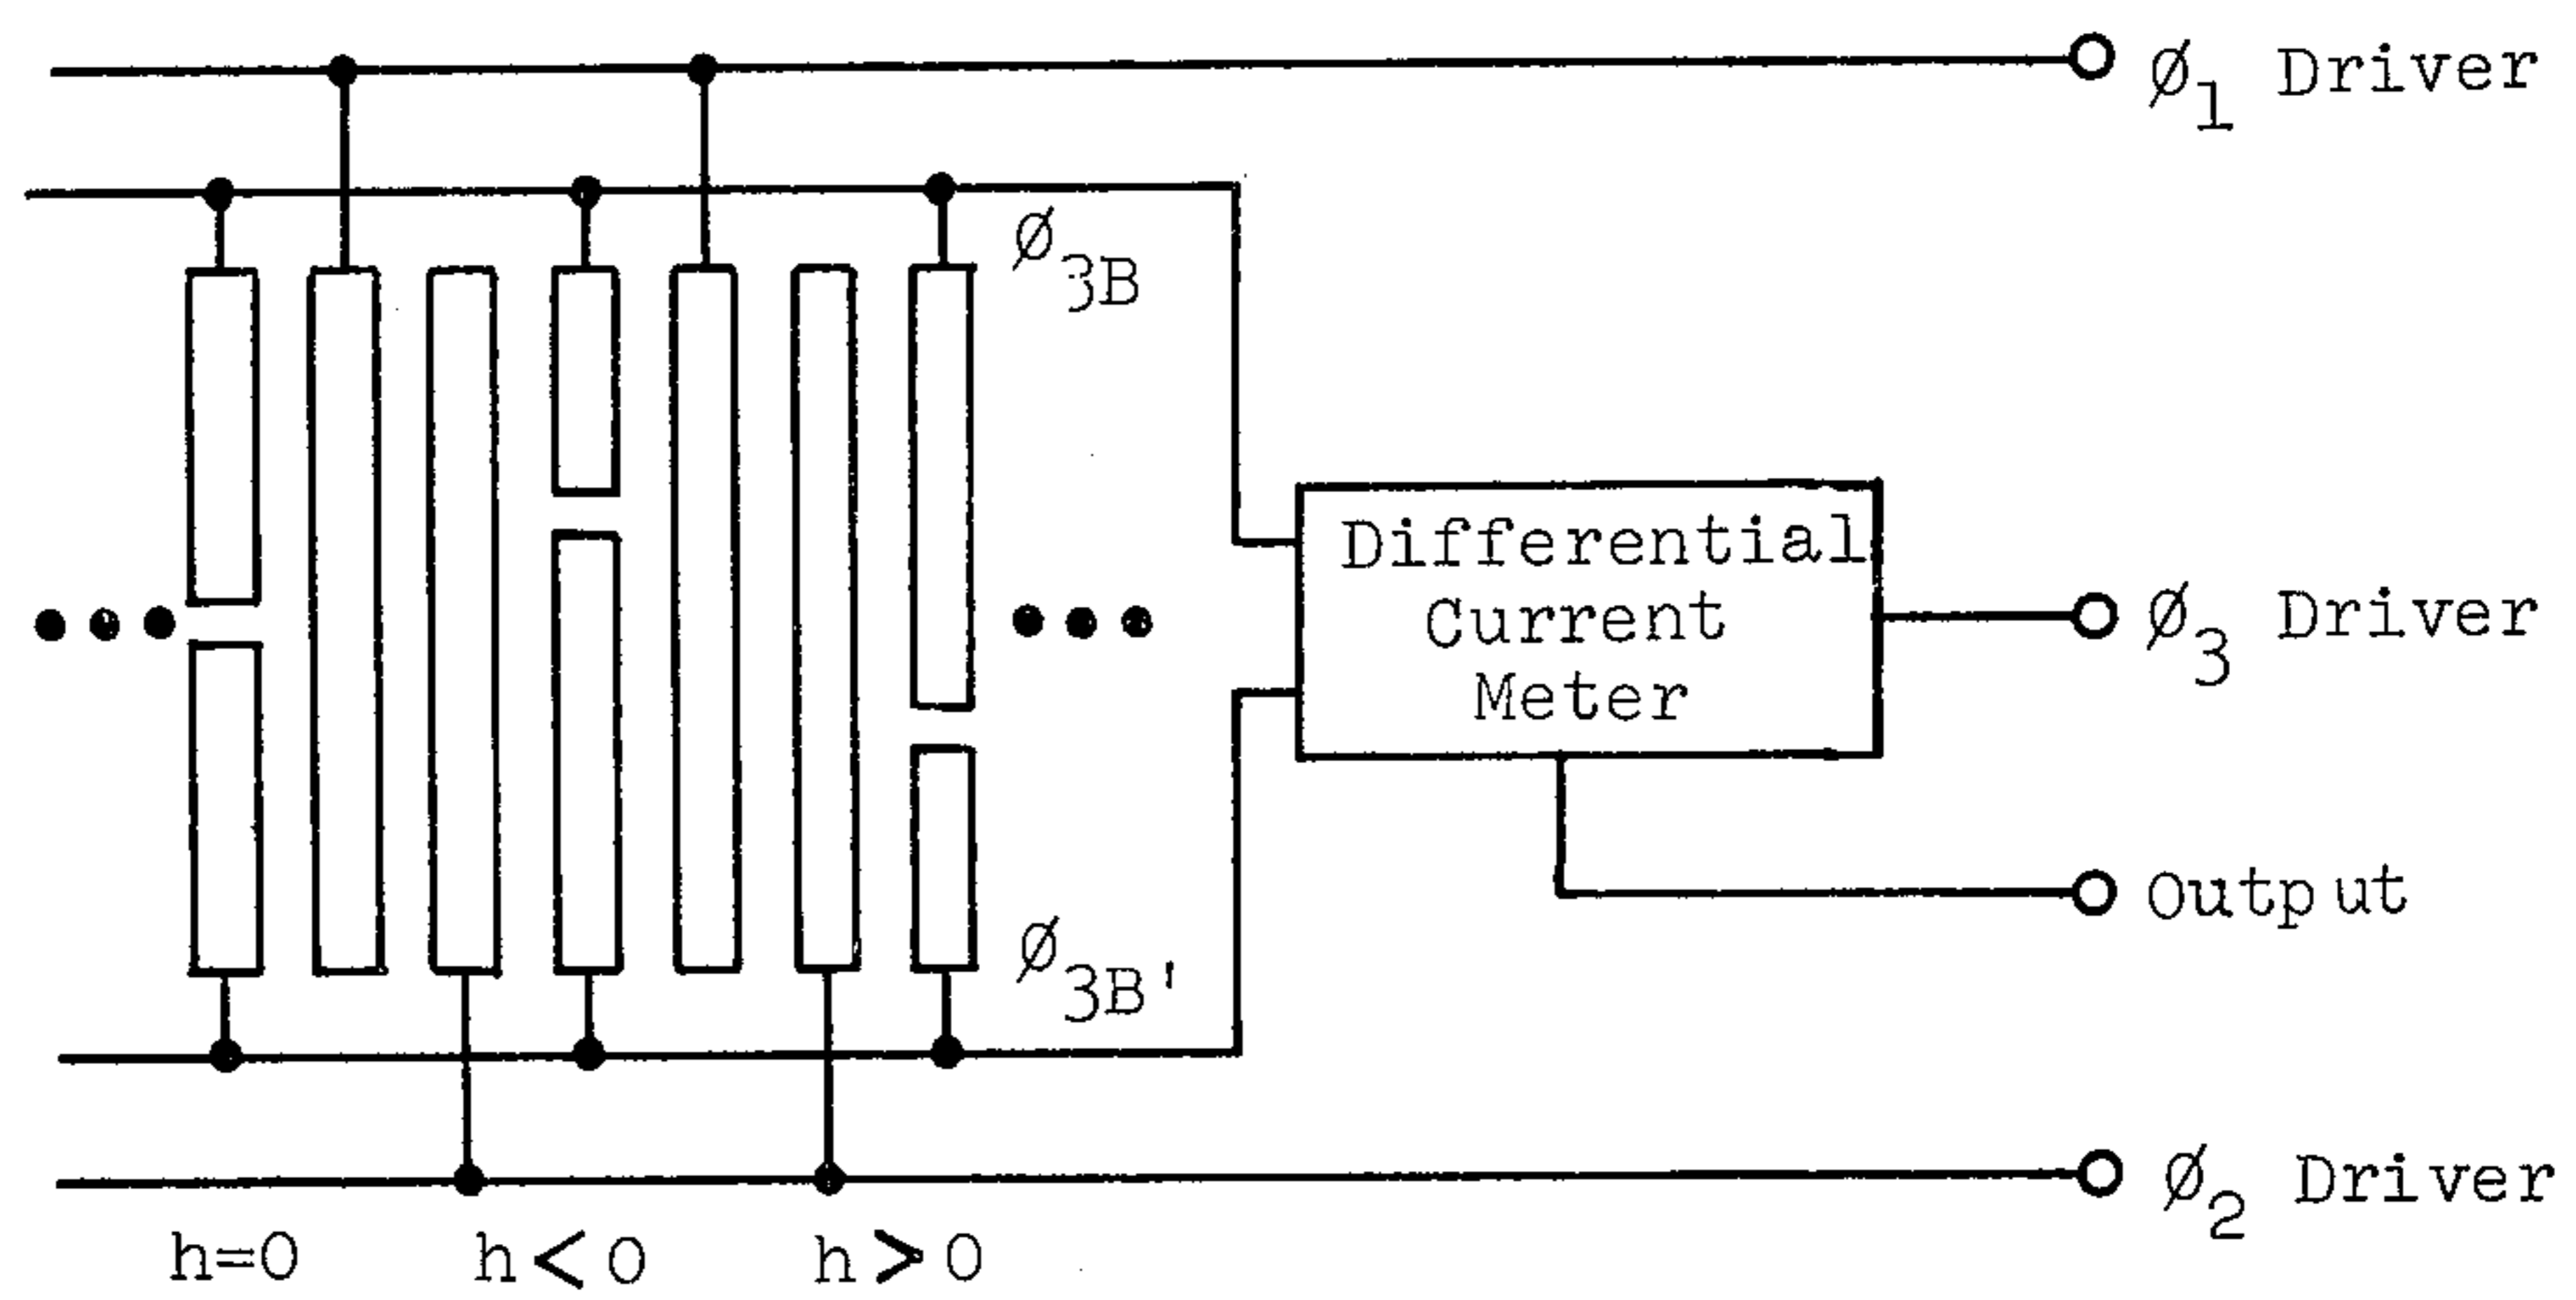 Ø1 Driver
Ø3B
Differential
Current
Meter
Ø3 Driver
Output
Ø3B'
Ø2 Driver
h=0 h<0 h>0